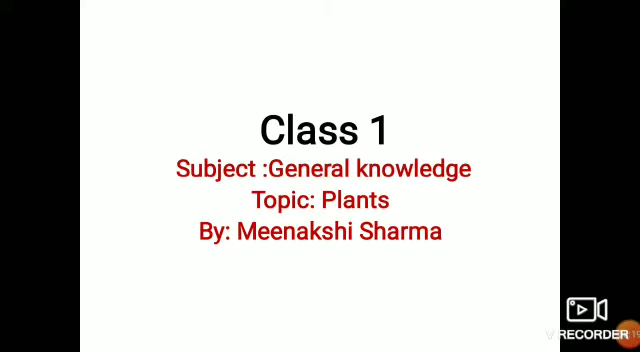 Class 1
Subject :General knowledge
Topic: Plants
By: Meenakshi Sharma
V RECORDER